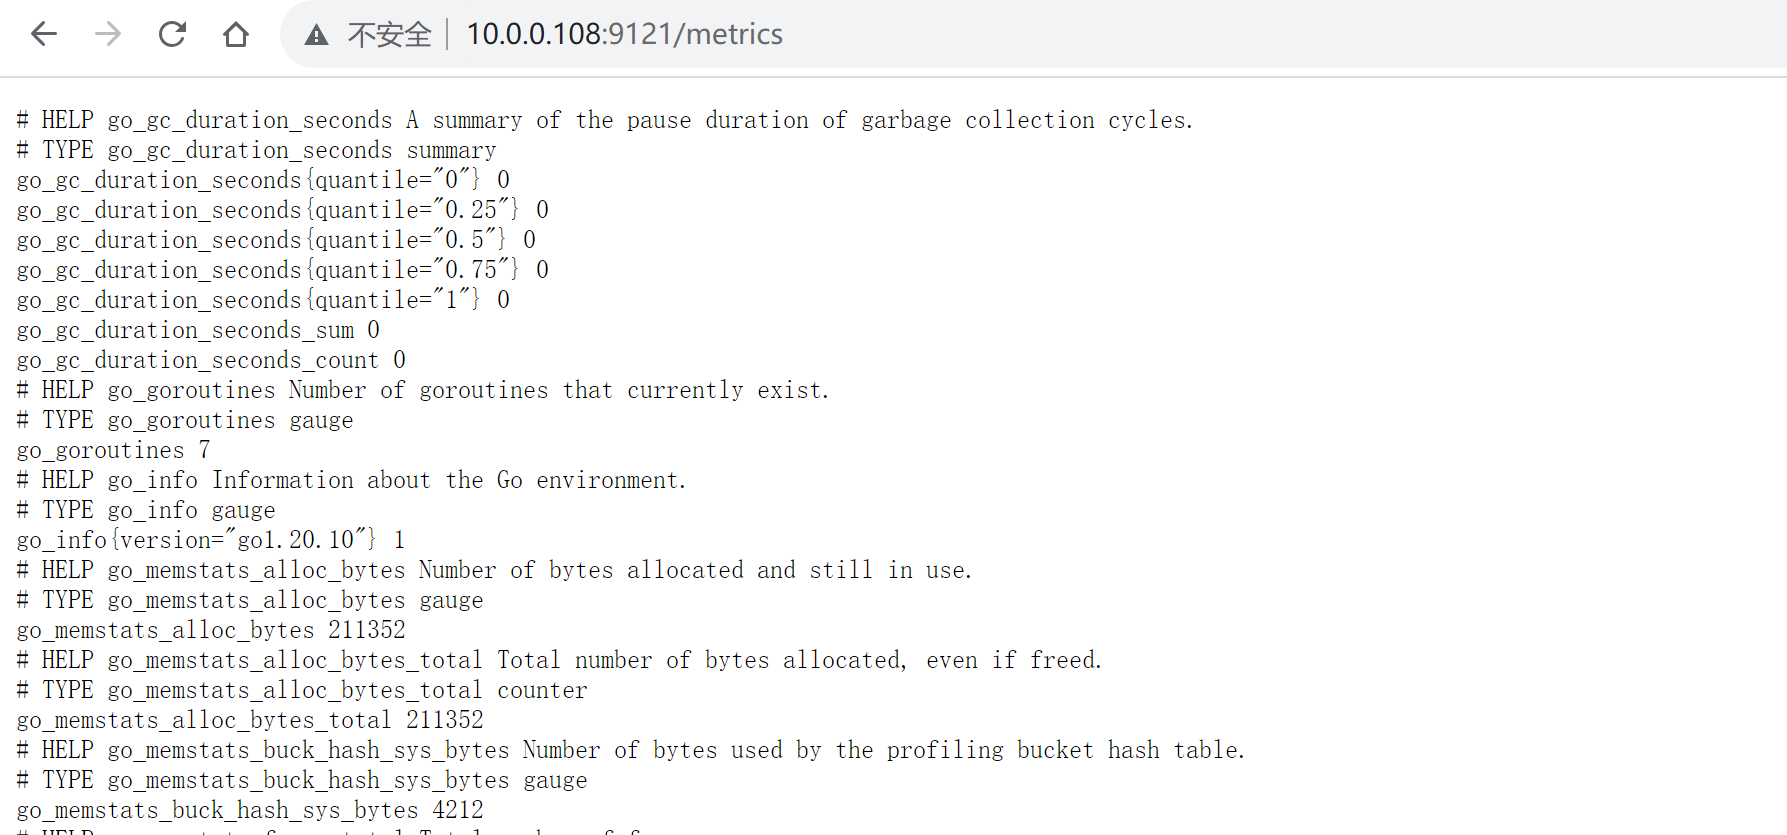 不安全 10.0.0.108:9121/metrics
# HELP go_gc_duration_seconds A summary of the pause duration of garbage collection cycles.
# TYPE go_gc_duration_seconds summary
go_gc_duration_seconds{quantile="0"} 0
go_gc_duration_seconds{quantile="0.25"} 0
go_gc_duration_seconds{quantile="0.5"} 0
go_gc_duration_seconds{quantile="0.75"} 0
go_gc_duration_seconds{quantile="1"} 0
go_gc_duration_seconds_sum 0
go_gc_duration_seconds_count 0
# HELP go_goroutines Number of goroutines that currently exist.
# TYPE go_goroutines gauge
go_goroutines 7
# HELP go_info Information about the Go environment.
# TYPE go_info gauge
go_info{version="go1.20.10"} 1
# HELP go_memstats_alloc_bytes Number of bytes allocated and still in use.
# TYPE go_memstats_alloc_bytes gauge
go_memstats_alloc_bytes 211352
# HELP go_memstats_alloc_bytes_total Total number of bytes allocated, even if freed.
# TYPE go_memstats_alloc_bytes_total counter
go_memstats_alloc_bytes_total 211352
# HELP go_memstats_buck_hash_sys_bytes Number of bytes used by the profiling bucket hash table.
# TYPE go_memstats_buck_hash_sys_bytes gauge
go_memstats_buck_hash_sys_bytes 4212